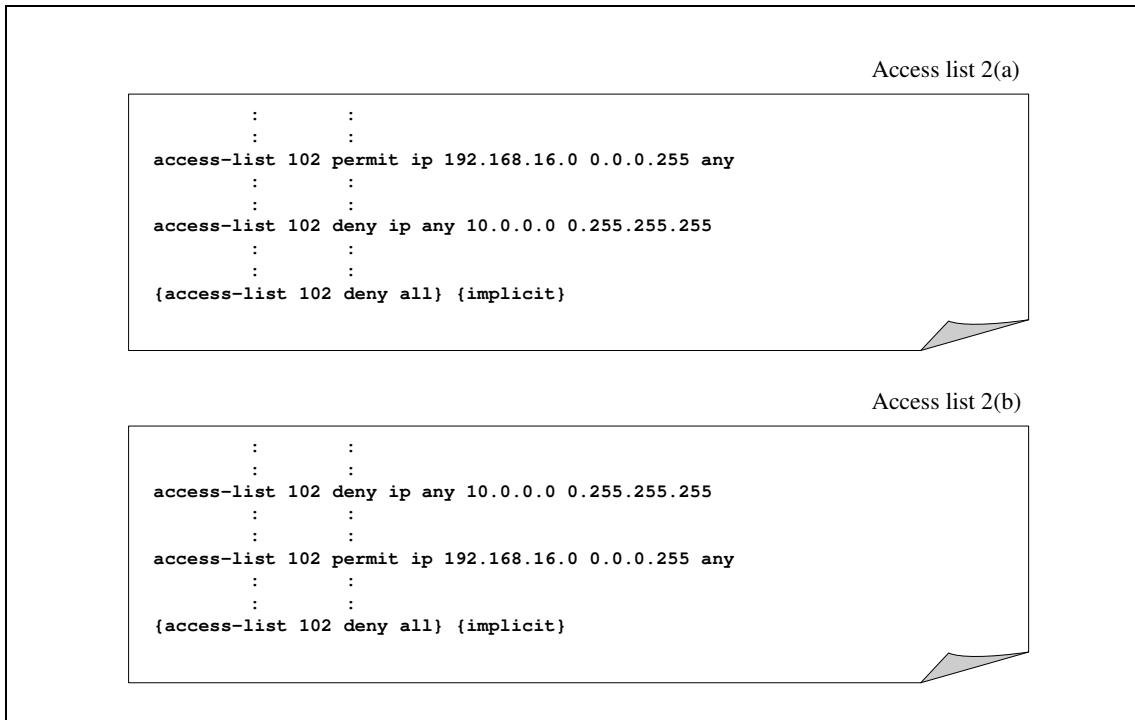 Access list 2(a)
: :
: :
access-list 102 permit ip 192.168.16.0 0.0.0.255 any
: :
: :
access-list 102 deny ip any 10.0.0.0 0.255.255.255
: :
: :
{access-list 102 deny all} {implicit}
Access list 2(b)
: :
: :
access-list 102 deny ip any 10.0.0.0 0.255.255.255
: :
: :
access-list 102 permit ip 192.168.16.0 0.0.0.255 any
: :
: :
{access-list 102 deny all} {implicit}